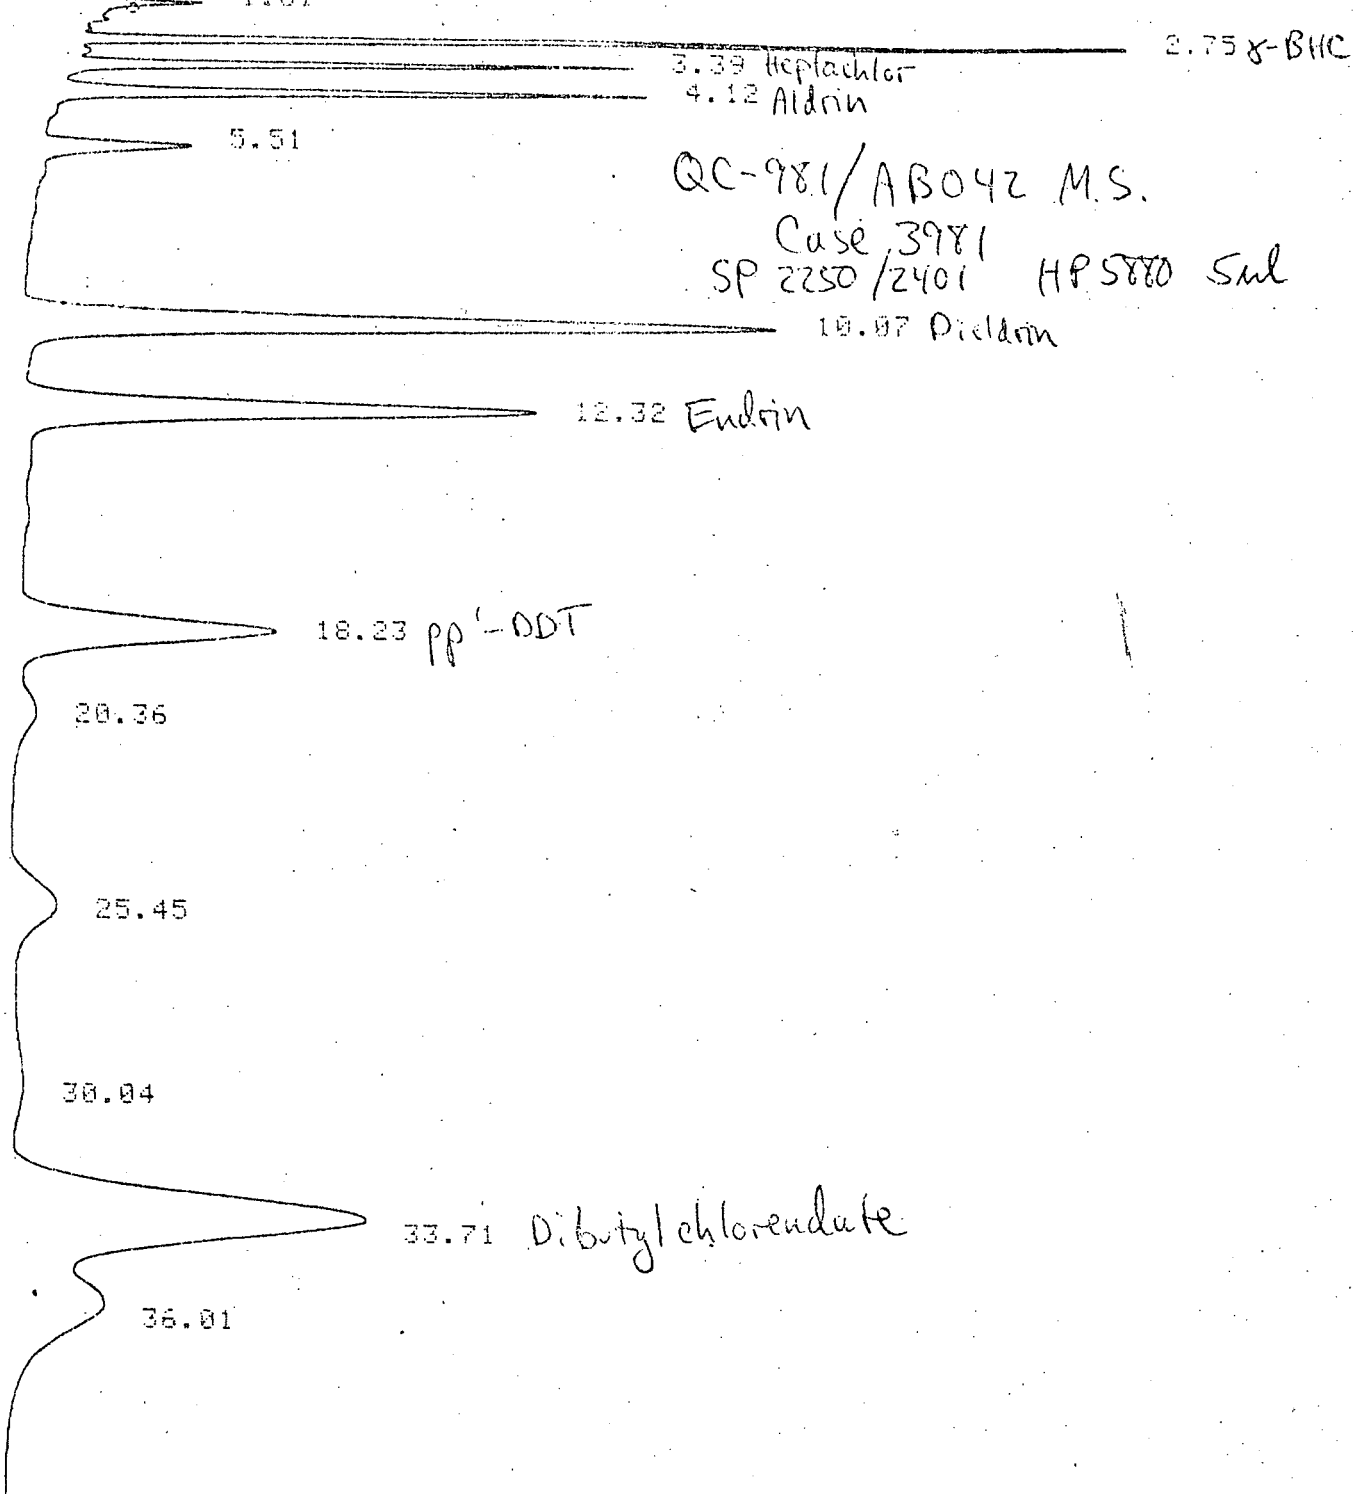 2.75 γ-BHC
3.39 Heptachlor
4.12 Aldrin
5.51
QC-981/AB042 M.S.
Case 3981
SP 2250/2401 HP5880 5ul
10.07 Dieldrin
12.32 Endrin
18.23 pp'-DDT
20.36
25.45
30.04
33.71 Dibutylchlorendate
36.01